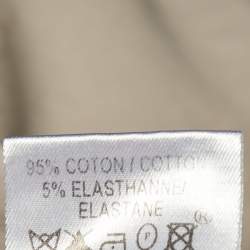 95% COTON / COTTON
5% ELASTHANNE /
ELASTANE
®